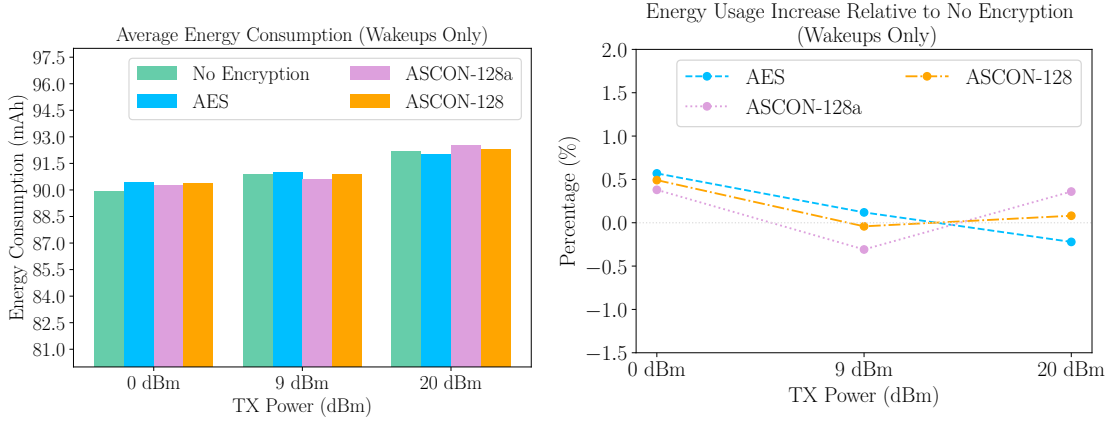 Average Energy Consumption (Wakeups Only)
Energy Consumption (mAh)
97.5
96.0
94.5
93.0
91.5
90.0
88.5
87.0
85.5
84.0
82.5
81.0
No Encryption
AES
ASCON-128a
ASCON-128
0 dBm
9 dBm
20 dBm
TX Power (dBm)
Energy Usage Increase Relative to No Encryption
(Wakeups Only)
Percentage (%)
2.0
1.5
1.0
0.5
0.0
−0.5
−1.0
−1.5
AES
ASCON-128a
ASCON-128
0 dBm
9 dBm
20 dBm
TX Power (dBm)